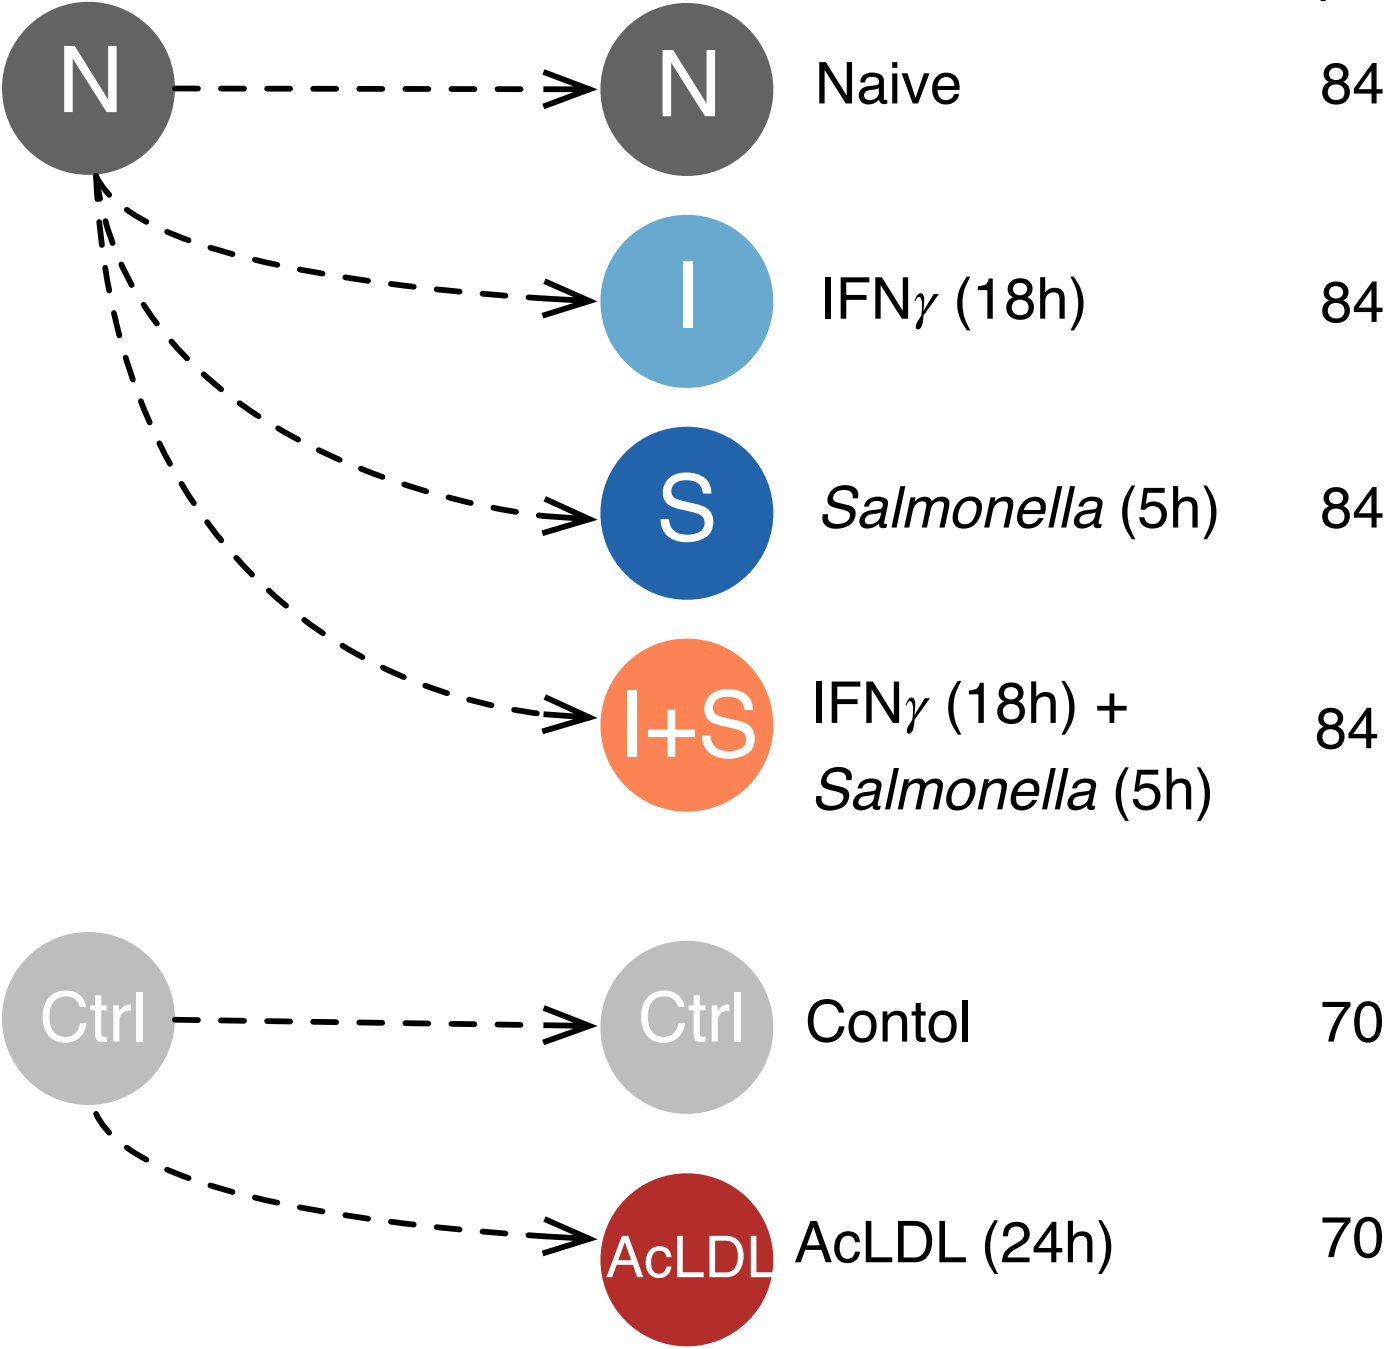 N N Naive 84
I IFNγ (18h) 84
S Salmonella (5h) 84
I+S IFNγ (18h) + 84
Salmonella (5h)
Ctrl Ctrl Contol 70
AcLDL AcLDL (24h) 70